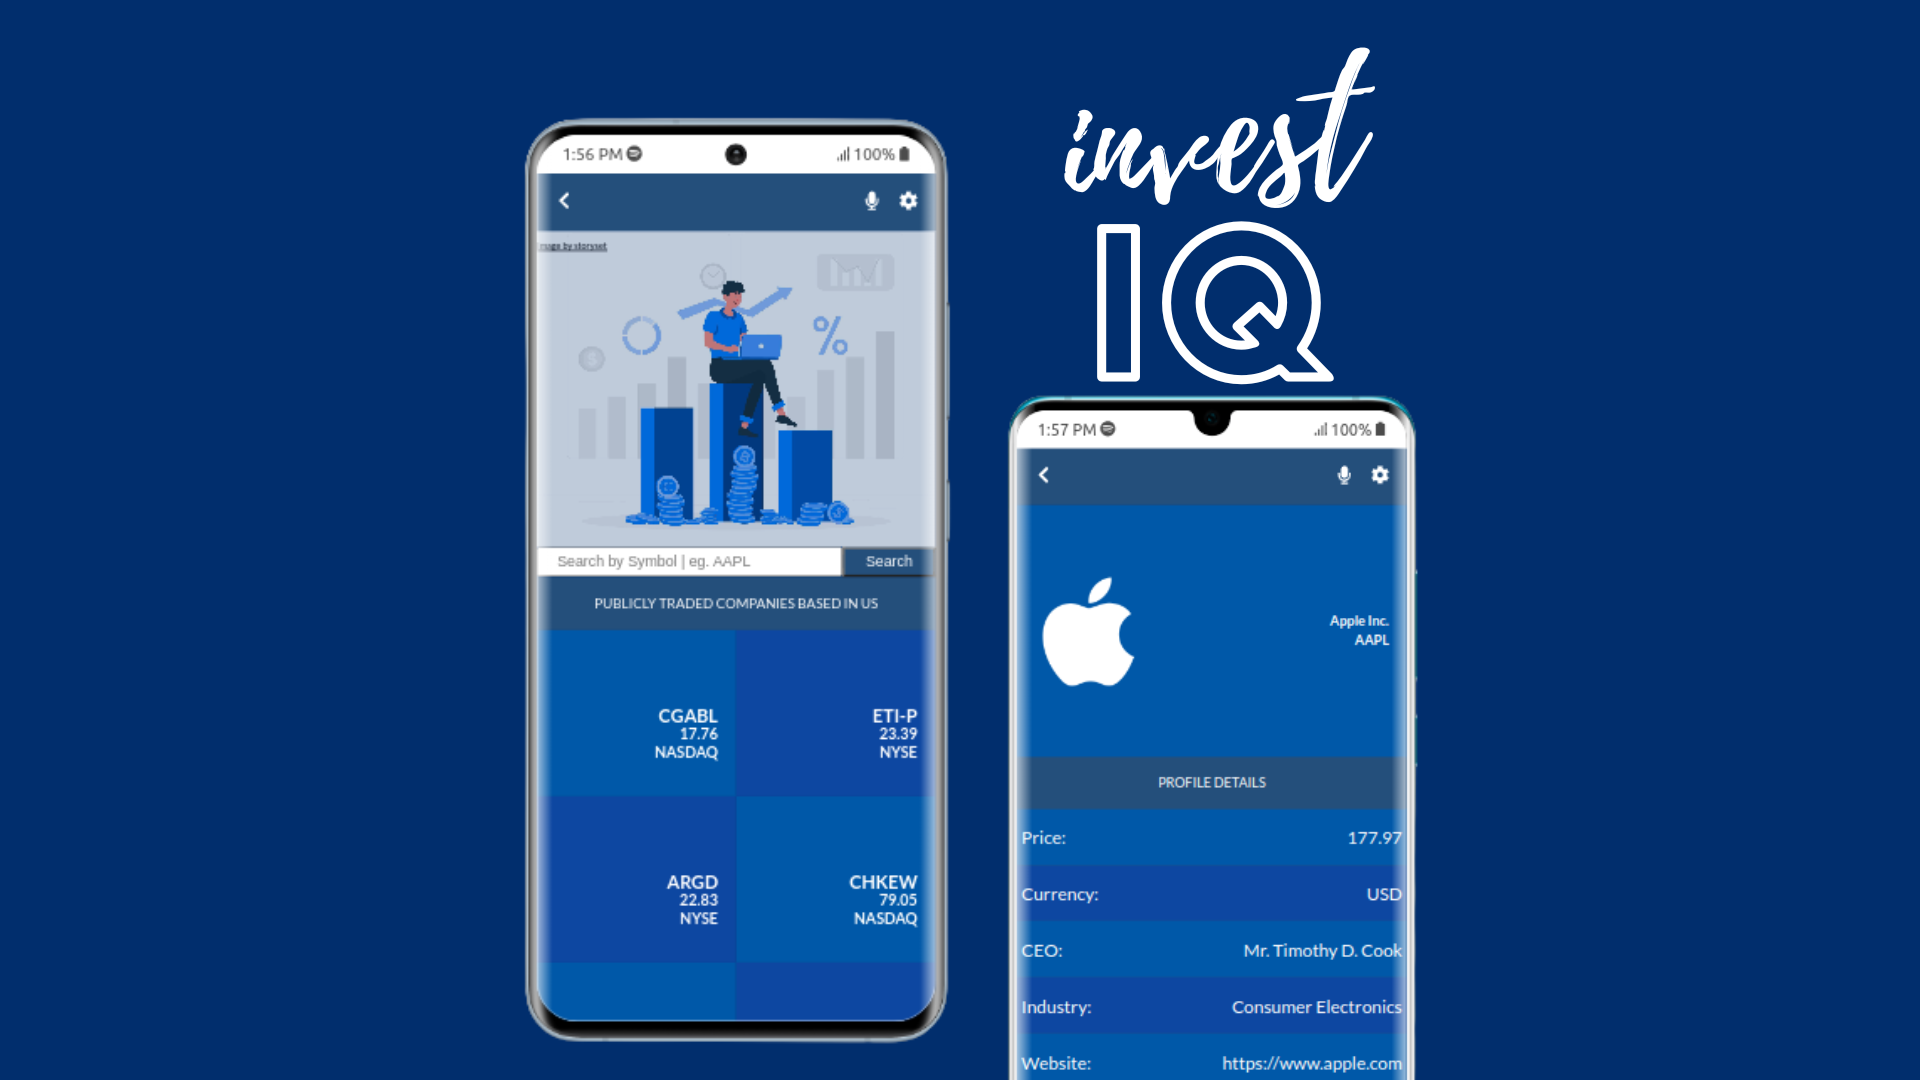 invest
IQ
1:56 PM
100%
Image by storyset
%
Search by Symbol | eg. AAPL
Search
PUBLICLY TRADED COMPANIES BASED IN US
CGABL
17.76
NASDAQ
ETI-P
23.39
NYSE
ARGD
22.83
NYSE
CHKEW
79.05
NASDAQ
1:57 PM
100%
Apple Inc.
AAPL
PROFILE DETAILS
Price: 177.97
Currency: USD
CEO: Mr. Timothy D. Cook
Industry: Consumer Electronics
Website: https://www.apple.com